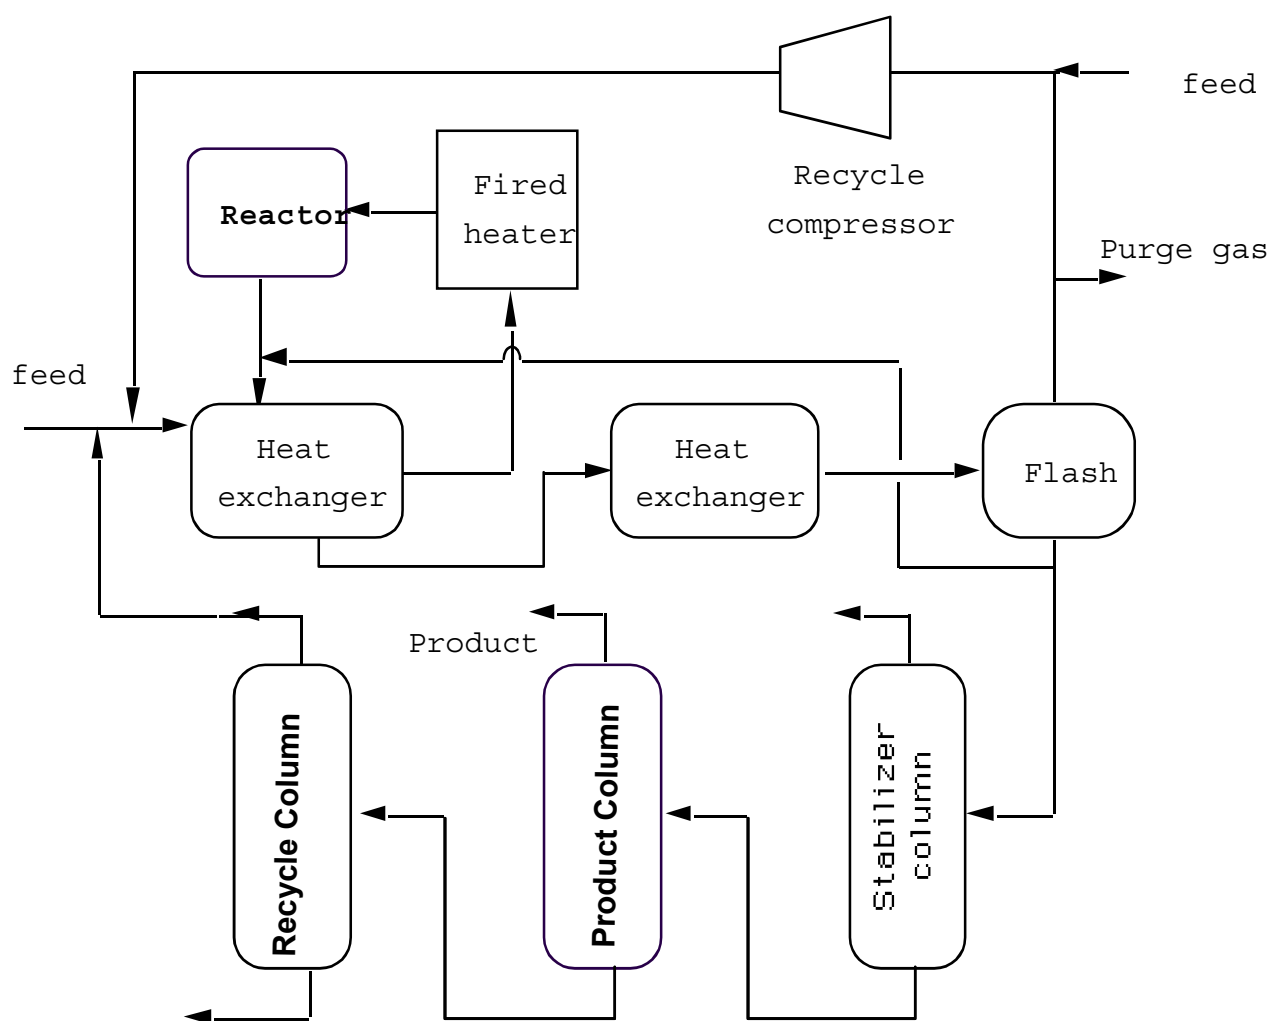 feed
Recycle
compressor
Fired
heater
Reactor
Purge gas
feed
Heat
exchanger
Heat
exchanger
Flash
Product
Recycle Column
Product Column
Stabilizer
column